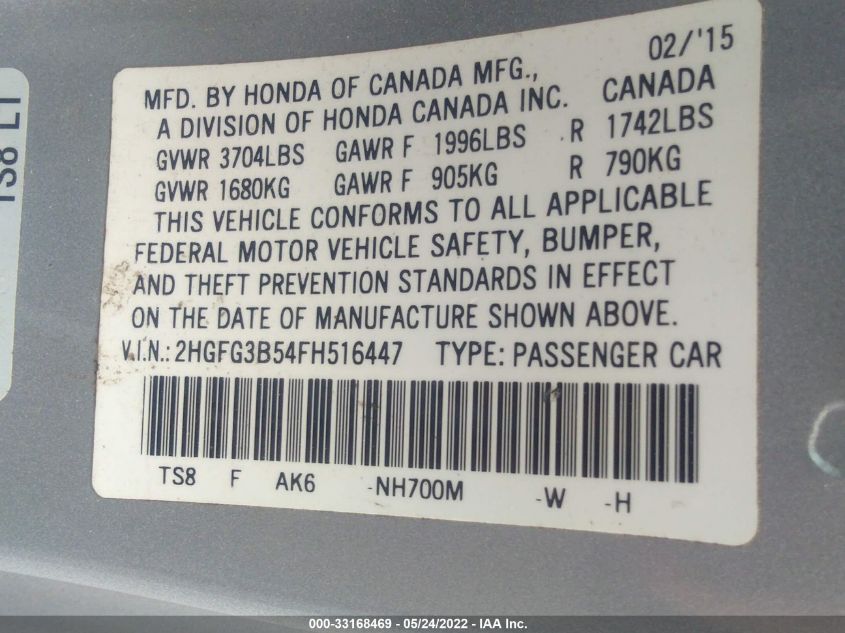 02/'15
MFD. BY HONDA OF CANADA MFG.,
A DIVISION OF HONDA CANADA INC. CANADA
GVWR 3704LBS GAWR F 1996LBS R 1742LBS
GVWR 1680KG GAWR F 905KG R 790KG
THIS VEHICLE CONFORMS TO ALL APPLICABLE
FEDERAL MOTOR VEHICLE SAFETY, BUMPER,
AND THEFT PREVENTION STANDARDS IN EFFECT
ON THE DATE OF MANUFACTURE SHOWN ABOVE.
V.I.N.: 2HGFG3B54FH516447 TYPE: PASSENGER CAR
TS8 F AK6 -NH700M -W -H
TS8 L1
000-33168469 - 05/24/2022 - IAA Inc.